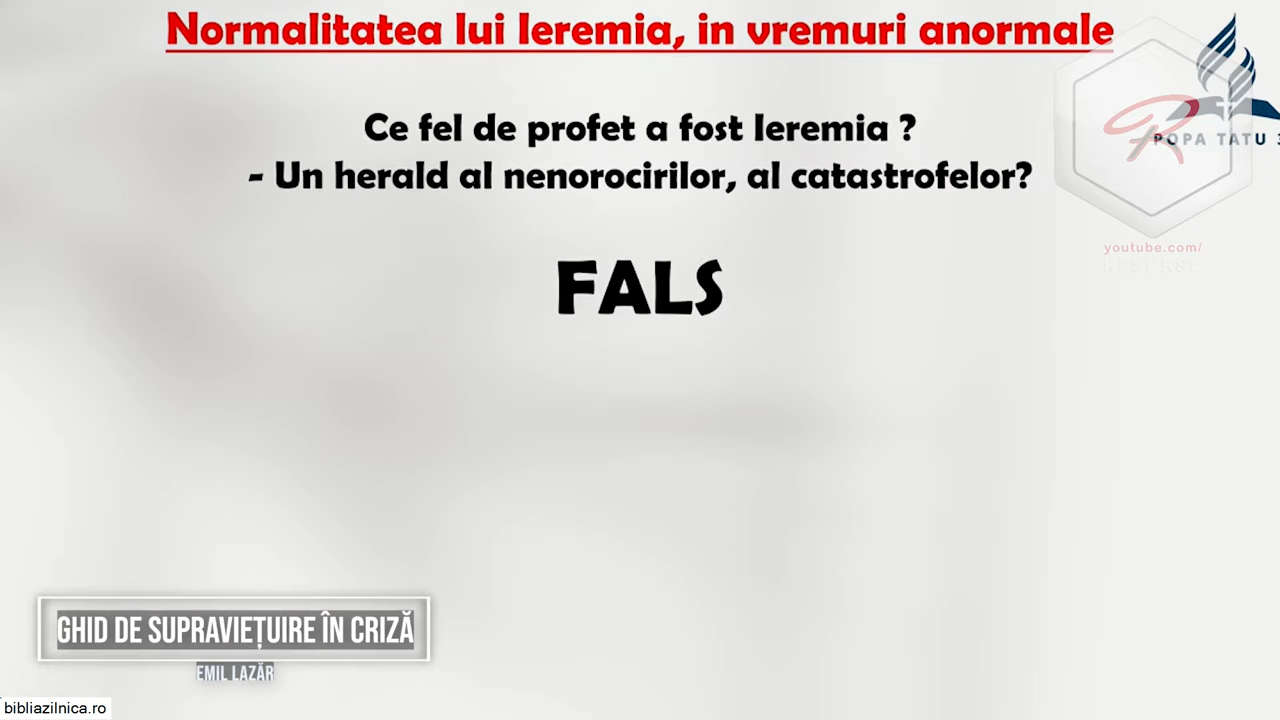 Normalitatea lui Ieremia, in vremuri anormale
Ce fel de profet a fost Ieremia ?
- Un herald al nenorocirilor, al catastrofelor?
FALS
POPA TATU
youtube.com/
RESURSE
GHID DE SUPRAVIEȚUIRE ÎN CRIZĂ
EMIL LAZĂR
bibliazilnica.ro